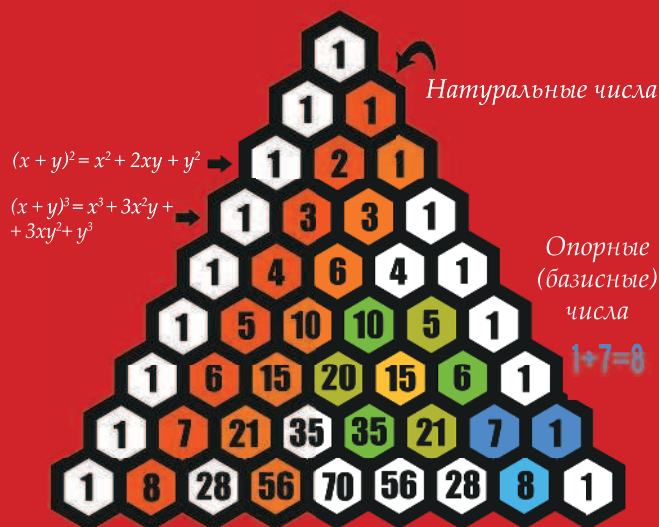 1
Натуральные числа
1 1
(x + y)² = x² + 2xy + y²
1 2 1
(x + y)³ = x³ + 3x²y +
+ 3xy² + y³
1 3 3 1
1 4 6 4 1
Опорные
(базисные)
числа
1 5 10 10 5 1
1+7=8
1 6 15 20 15 6 1
1 7 21 35 35 21 7 1
1 8 28 56 70 56 28 8 1